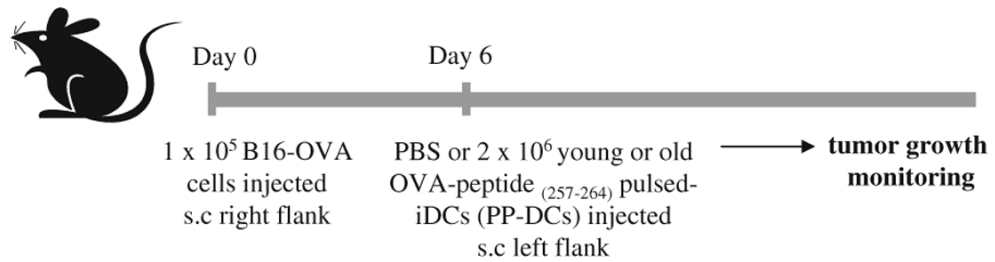 Day 0
Day 6
1 x 10⁵ B16-OVA
cells injected
s.c right flank
PBS or 2 x 10⁶ young or old
OVA-peptide ₍₂₅₇₋₂₆₄₎ pulsed-
iDCs (PP-DCs) injected
s.c left flank
tumor growth
monitoring